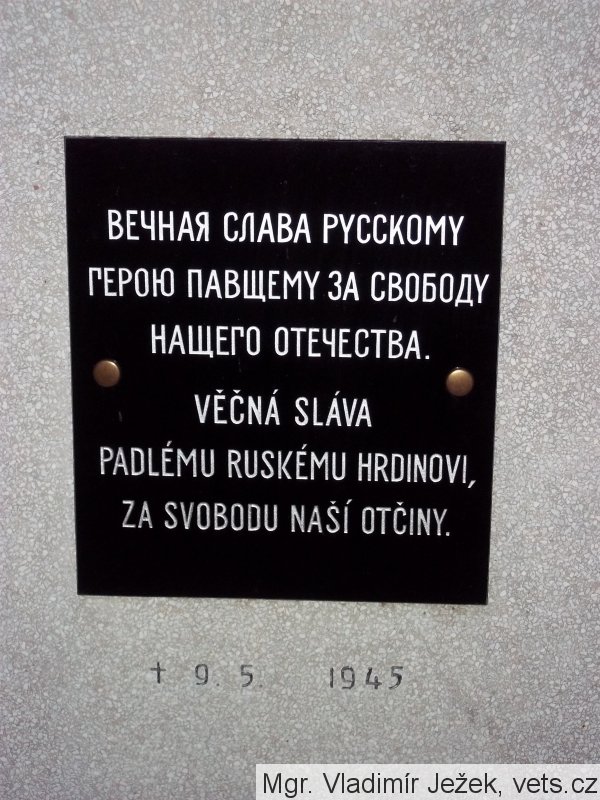 ВЕЧНАЯ СЛАВА РУССКОМУ
ГЕРОЮ ПАВЩЕМУ ЗА СВОБОДУ
НАЩЕГО ОТЕЧЕСТВА.
VĚČNÁ SLÁVA
PADLÉMU RUSKÉMU HRDINOVI,
ZA SVOBODU NAŠÍ OTČINY.
† 9. 5. 1945
Mgr. Vladimír Ježek, vets.cz